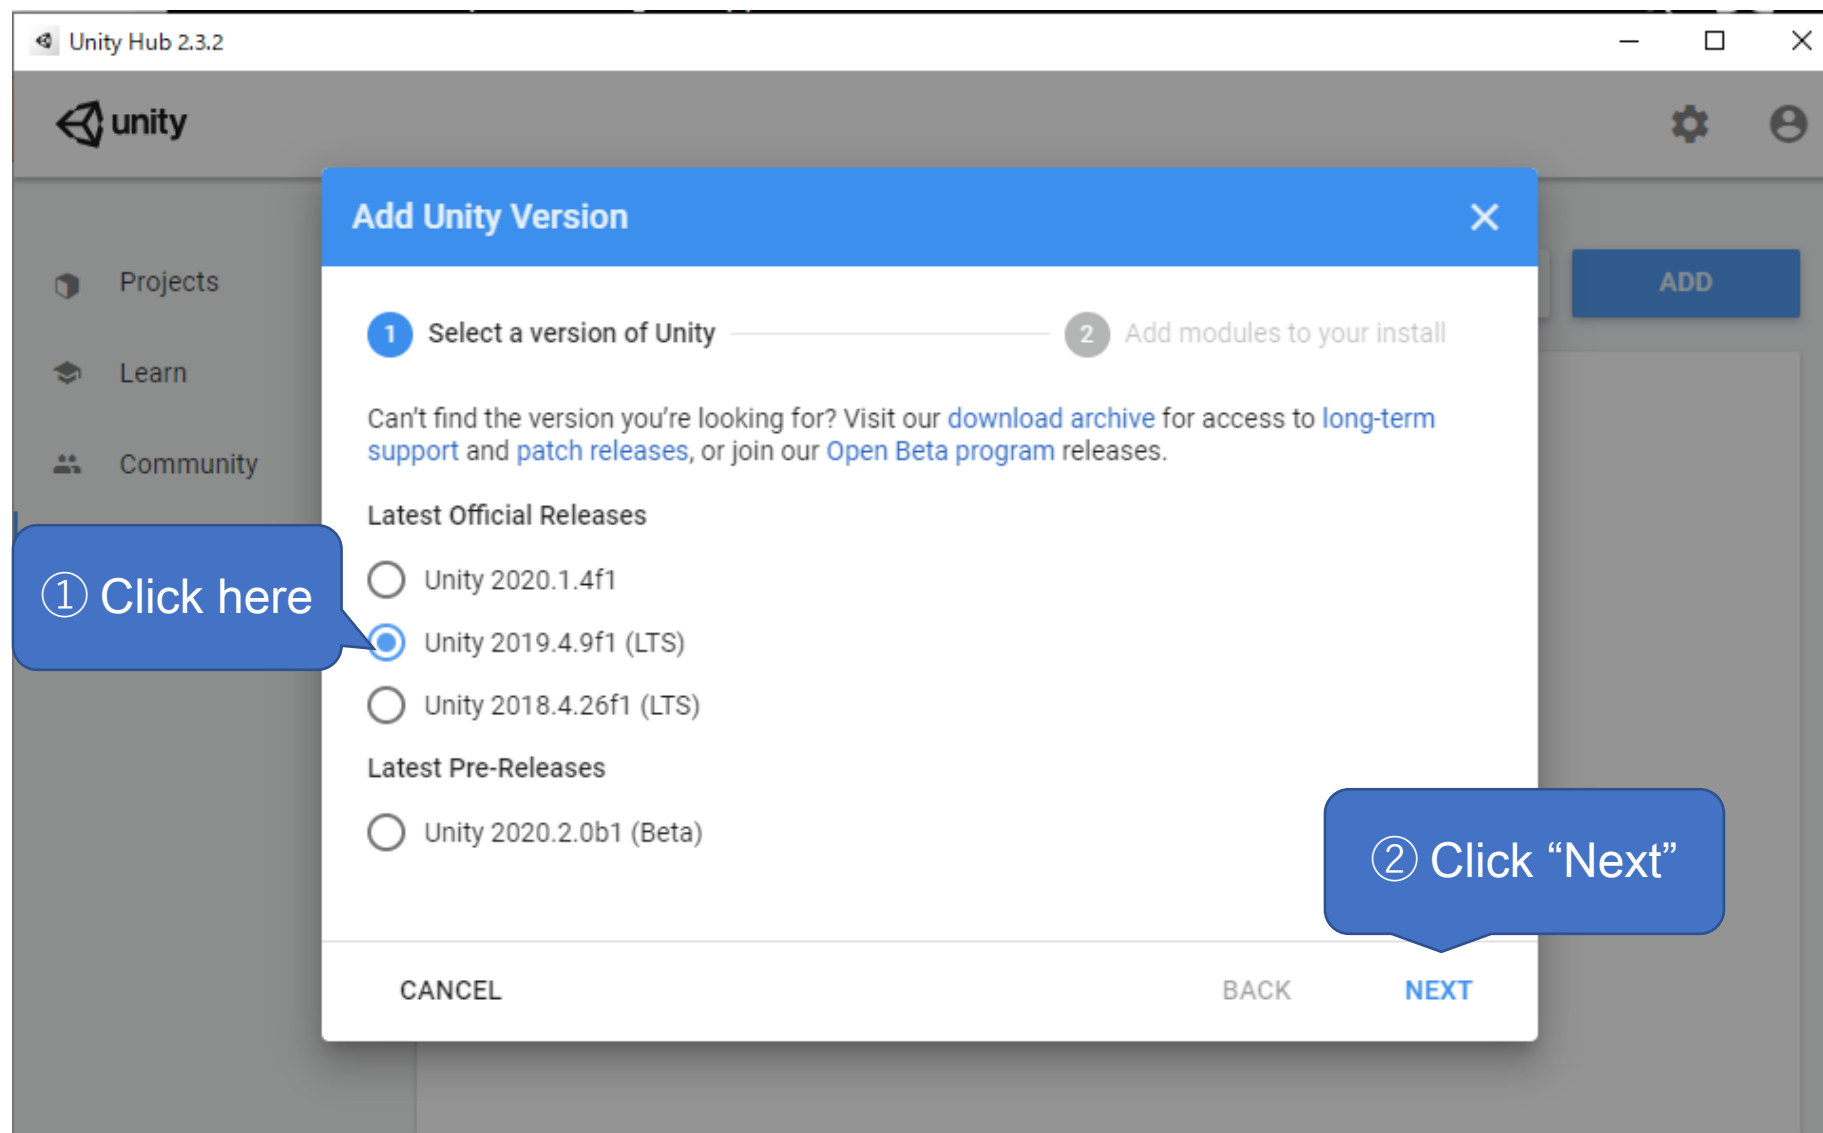 Unity Hub 2.3.2
unity
Add Unity Version
Projects
ADD
1 Select a version of Unity
2 Add modules to your install
Learn
Can't find the version you're looking for? Visit our download archive for access to long-term
support and patch releases, or join our Open Beta program releases.
Community
Latest Official Releases
① Click here
Unity 2020.1.4f1
Unity 2019.4.9f1 (LTS)
Unity 2018.4.26f1 (LTS)
Latest Pre-Releases
Unity 2020.2.0b1 (Beta)
② Click “Next”
CANCEL
BACK
NEXT